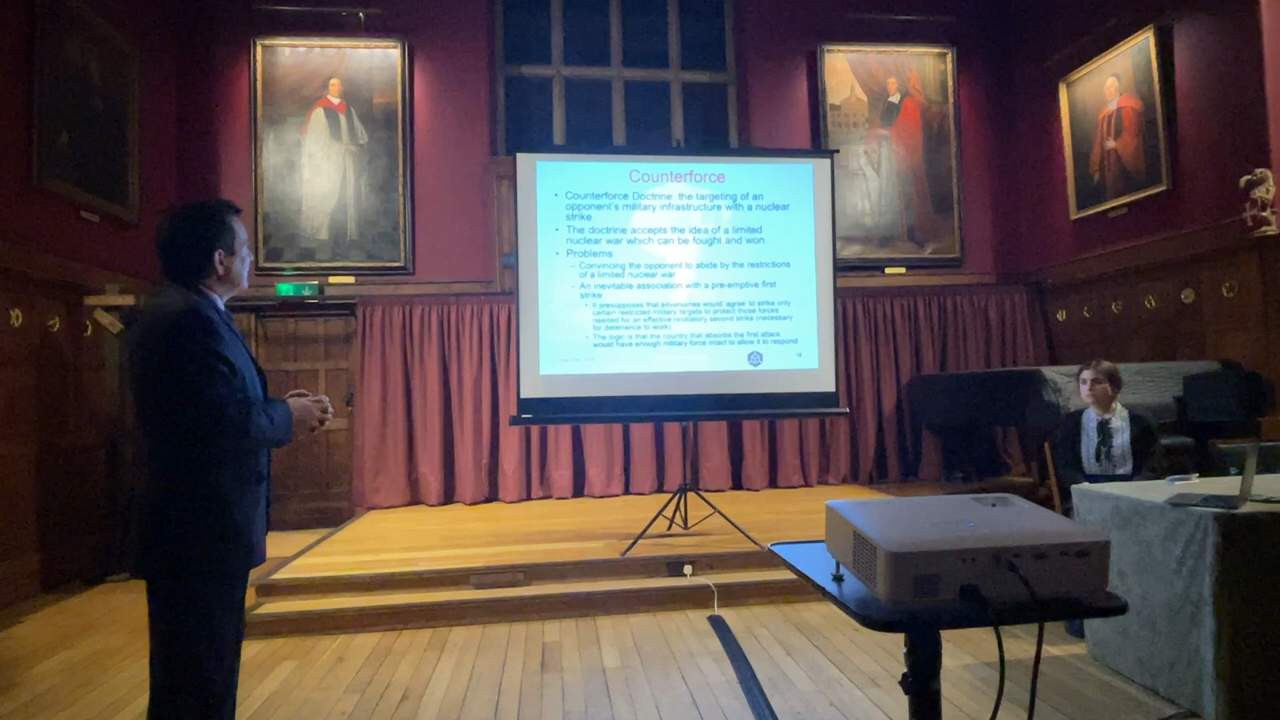 Counterforce
• Counterforce Doctrine: the targeting of an
opponent's military infrastructure with a nuclear
strike.
• The doctrine accepts the idea of a limited
nuclear war which can be fought and won.
• Problems
– Convincing the opponent to abide by the restrictions
of a limited nuclear war
– An inevitable association with a pre-emptive first
strike
• It presupposes that adversaries would 'agree' to strike only
certain restricted military targets to protect those forces
needed for an effective retaliatory second strike (necessary
for deterrence to work).
• The logic is that the country that absorbs the first attack
would have enough military force intact to allow it to respond